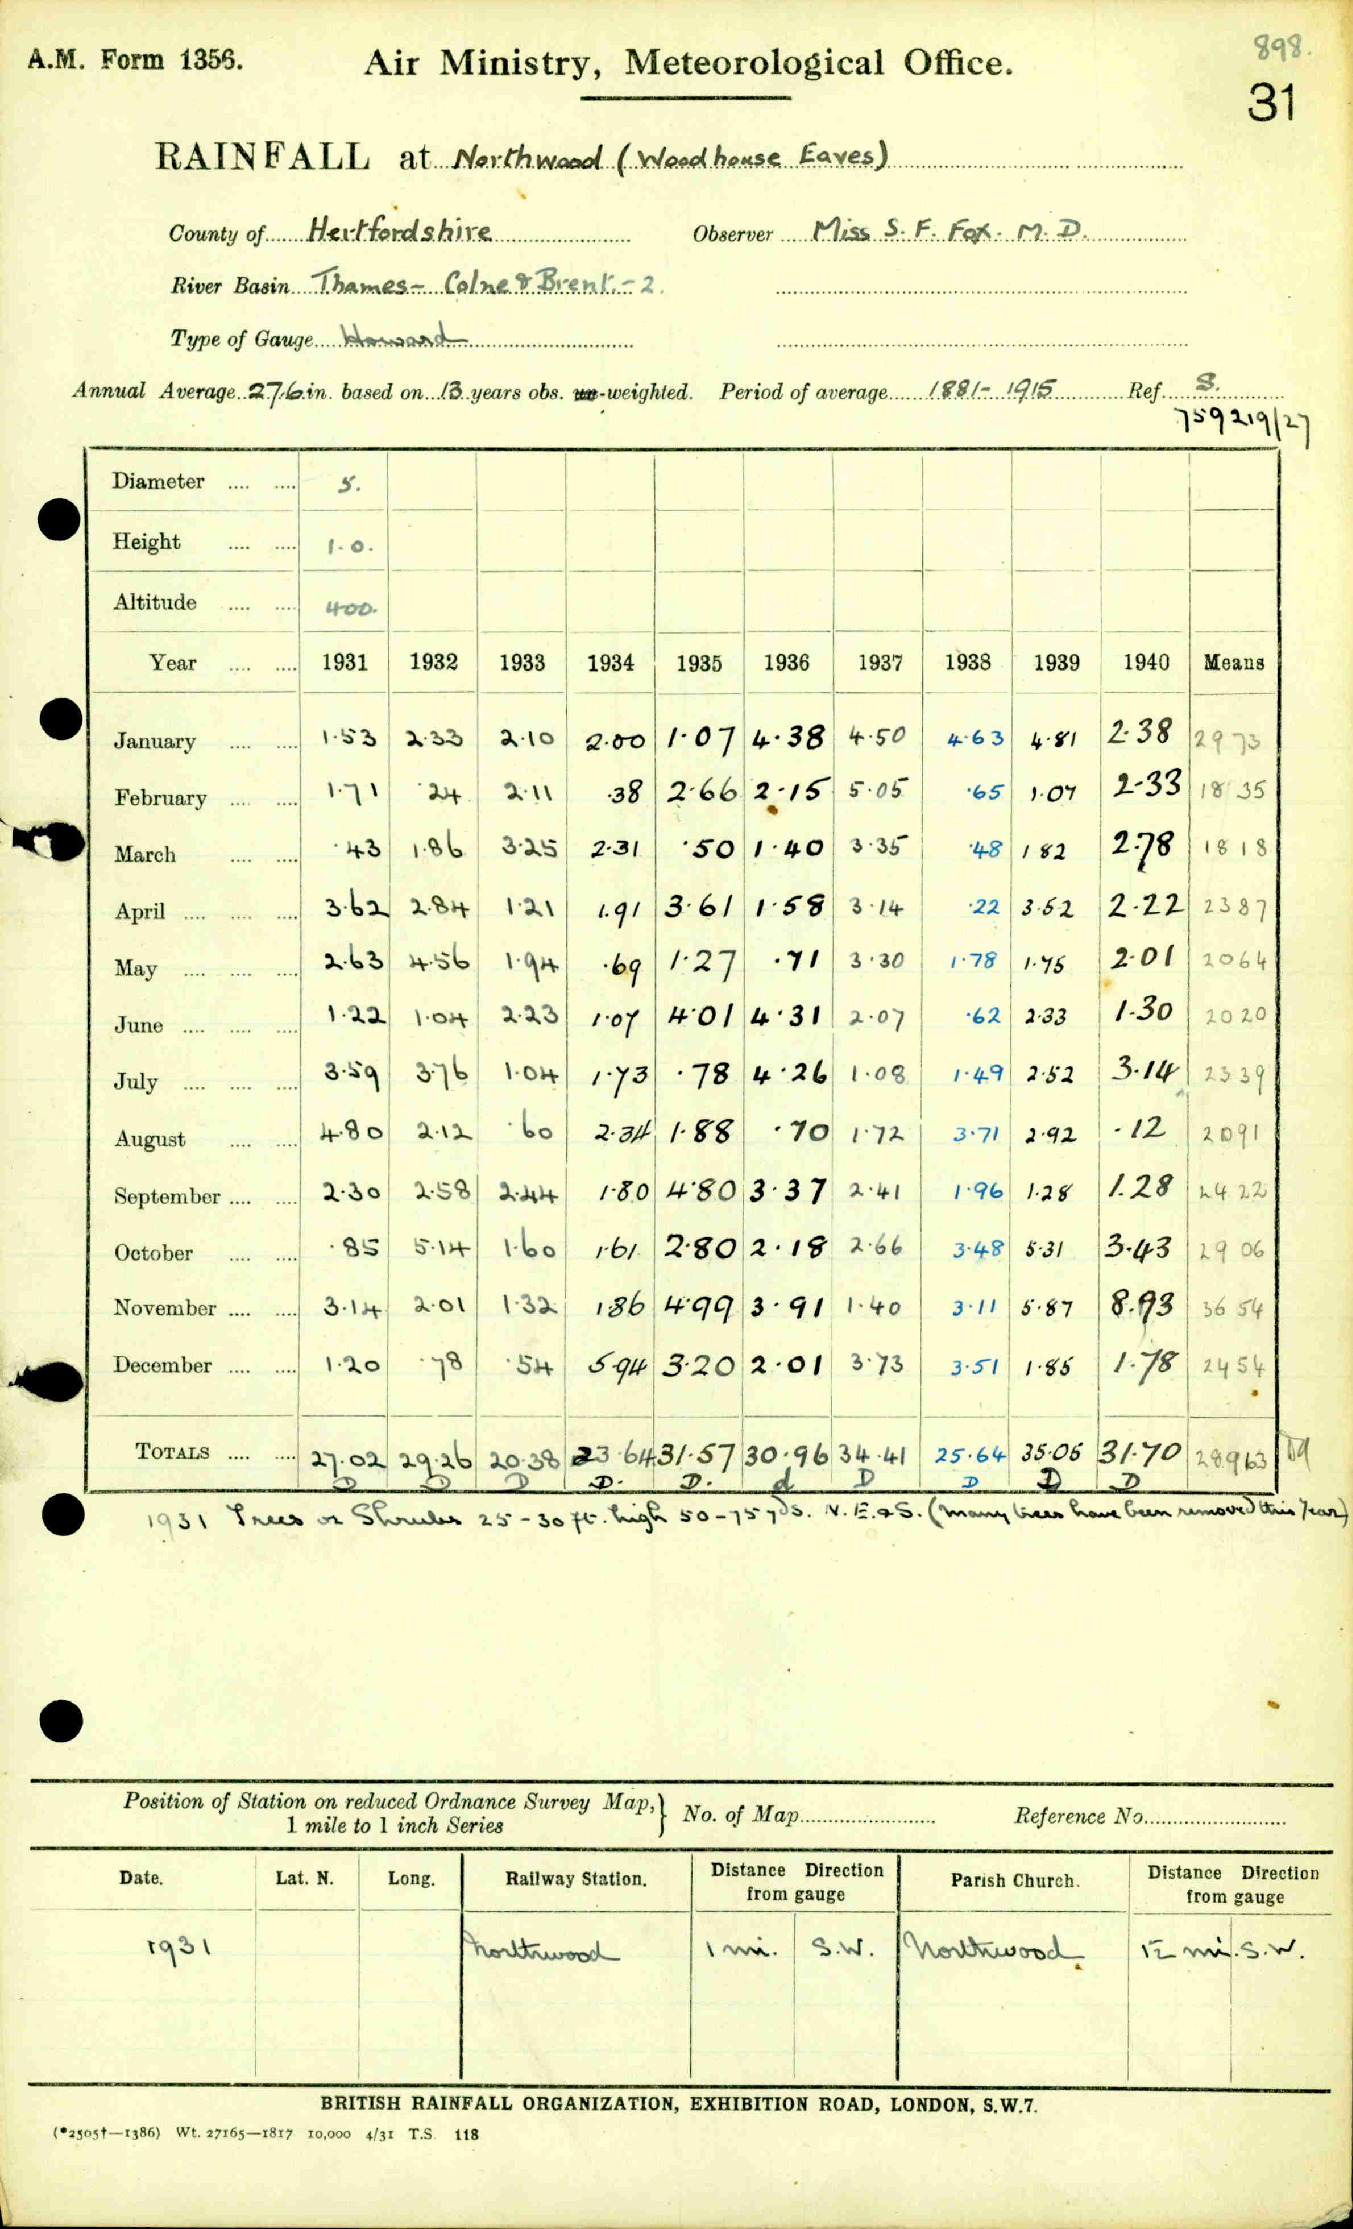 898.
A.M. Form 1356. Air Ministry, Meteorological Office.
31
RAINFALL at Northwood (Woodhouse Eaves)
County of Hertfordshire Observer Miss S. F. Fox. M.D.
River Basin Thames - Colne & Brent. - 2.
Type of Gauge Howard
Annual Average 27.6 in. based on 13 years obs. un-weighted. Period of average 1881 - 1915 Ref. S.
759219/27
Diameter .... .... 5.
Height .... .... 1.0.
Altitude .... .... 400.
Year .... .... 1931 1932 1933 1934 1935 1936 1937 1938 1939 1940 Means
January .... .... 1.53 2.33 2.10 2.00 1.07 4.38 4.50 4.63 4.81 2.38 29 73
February .... .... 1.71 .24 2.11 .38 2.66 2.15 5.05 .65 1.07 2.33 18 35
March .... .... .43 1.86 3.25 2.31 .50 1.40 3.35 .48 1 82 2.78 18 18
April .... .... .... 3.62 2.84 1.21 1.91 3.61 1.58 3.14 .22 3.52 2.22 23 87
May .... .... .... 2.63 4.56 1.94 .69 1.27 .71 3.30 1.78 1.75 2.01 20 64
June .... .... .... 1.22 1.04 2.23 1.07 4.01 4.31 2.07 .62 2.33 1.30 20 20
July .... .... .... 3.59 3.76 1.04 1.73 .78 4.26 1.08 1.49 2.52 3.14 23 39
August .... .... 4.80 2.12 .60 2.34 1.88 .70 1.72 3.71 2.92 .12 20 91
September .... .... 2.30 2.58 2.44 1.80 4.80 3.37 2.41 1.96 1.28 1.28 24 22
October .... .... .85 5.14 1.60 1.61 2.80 2.18 2.66 3.48 5.31 3.43 29 06
November .... .... 3.14 2.01 1.32 1.86 4.99 3.91 1.40 3.11 5.87 8.93 36 54
December .... .... 1.20 .78 .54 5.94 3.20 2.01 3.73 3.51 1.85 1.78 24 54
TOTALS .... .... 27.02 29.26 20.38 23.64 31.57 30.96 34.41 25.64 35.05 31.70 28.963
D D D D. D. d D D D D
1931 Trees or Shrubs 25 - 30 ft. high 50 - 75 yds. N. E. & S. (many trees have been removed this year)
Position of Station on reduced Ordnance Survey Map, } No. of Map Reference No.
1 mile to 1 inch Series
Date. Lat. N. Long. Railway Station. Distance Direction from gauge Parish Church. Distance Direction from gauge
1931 Northwood 1 mi. S.W. Northwood mi. S.W.
BRITISH RAINFALL ORGANIZATION, EXHIBITION ROAD, LONDON, S.W.7.
(*2505†—1386) Wt. 27165—1817 10,000 4/31 T.S. 118